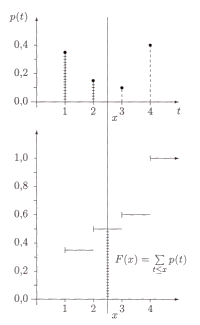 p(t)
0,4
0,2
0,0
1 2 x 3 4 t
1,0
0,8
0,6
0,4
0,2
0,0
F(x) = ∑ p(t)
t≤x
1 2 x 3 4